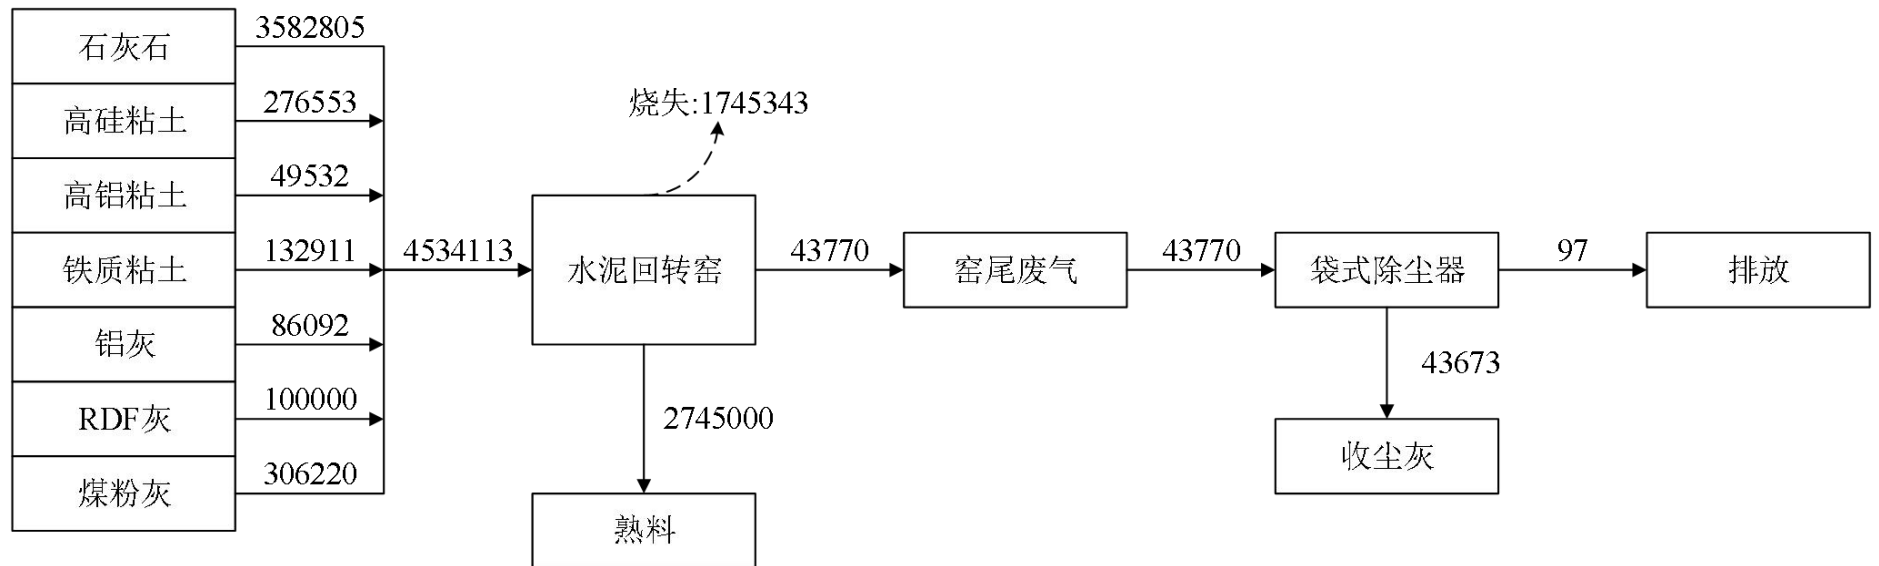 石灰石
3582805
高硅粘土
276553
高铝粘土
49532
铁质粘土
132911
铝灰
86092
RDF灰
100000
煤粉灰
306220
4534113
烧失:1745343
水泥回转窑
2745000
熟料
43770
窑尾废气
43770
袋式除尘器
43673
收尘灰
97
排放